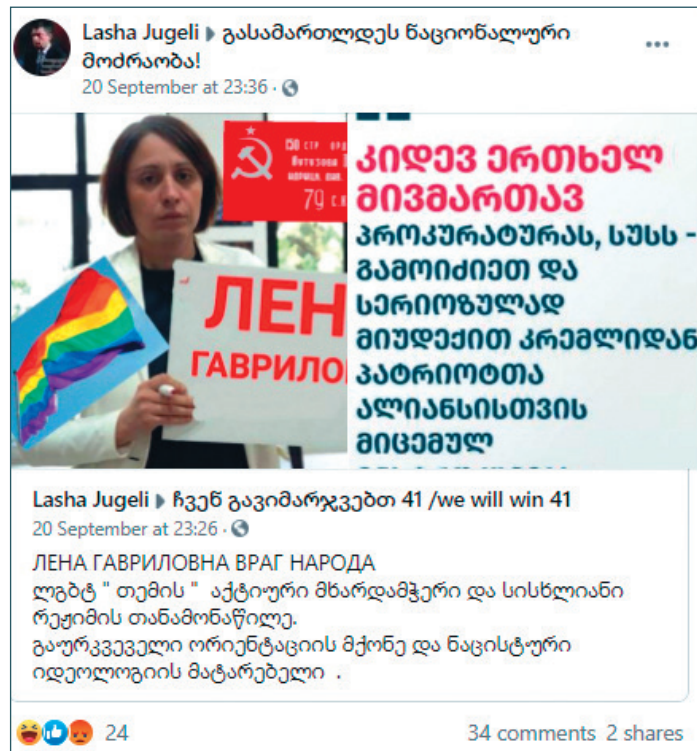 Lasha Jugeli ▸ გასამართლდეს ნაციონალური
მოძრაობა!
20 September at 23:36
150 СТР
79
ЛЕН
ГАВРИЛО
კიდევ ერთხელ
მივმართავ
პროკურატურას, სუსს -
გამოიძიეთ და
სერიოზულად
მიუდექით კრემლიდან
პატრიოტთა
ალიანსისთვის
მიცემულ
Lasha Jugeli ▸ ჩვენ გავიმარჯვებთ 41 /we will win 41
20 September at 23:26
ЛЕНА ГАВРИЛОВНА ВРАГ НАРОДА
ლგბტ " თემის " აქტიური მხარდამჭერი და სისხლიანი
რეჟიმის თანამონაწილე.
გაურკვეველი ორიენტაციის მქონე და ნაცისტური
იდეოლოგიის მატარებელი .
24
34 comments 2 shares